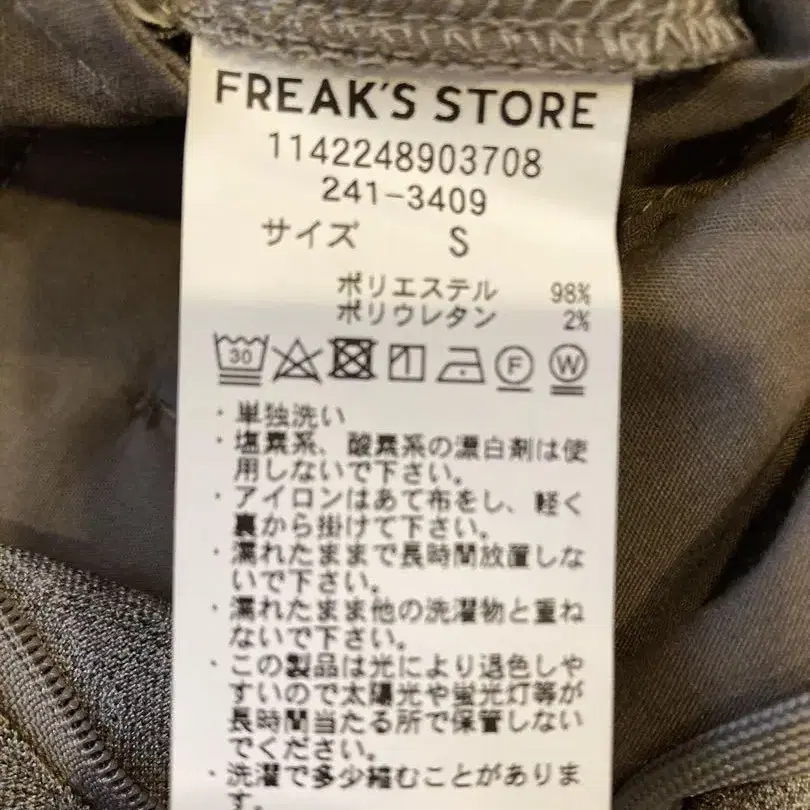 FREAK'S STORE
1142248903708
241-3409
サイズ S
ポリエステル 98%
ポリウレタン 2%
30 F W
・単独洗い
・塩素系、酸素系の漂白剤は使
用しないで下さい。
・アイロンはあて布をし、軽く
裏から掛けて下さい。
・濡れたままで長時間放置しな
いで下さい。
・濡れたまま他の洗濯物と重ね
ないで下さい。
・この製品は光により退色しや
すいので太陽光や蛍光灯等が
長時間当たる所で保管しない
でください。
・洗濯で多少縮むことがありま
す。